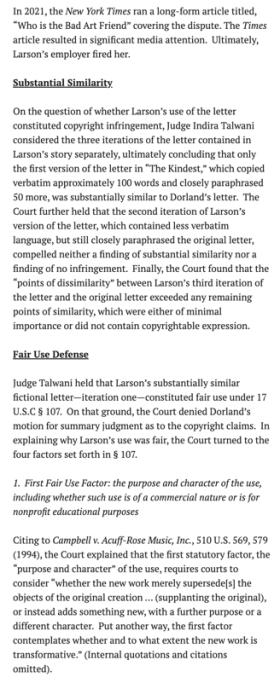 In 2021, the New York Times ran a long-form article titled,
"Who is the Bad Art Friend" covering the dispute. The Times
article resulted in significant media attention. Ultimately,
Larson's employer fired her.
Substantial Similarity
On the question of whether Larson's use of the letter
constituted copyright infringement, Judge Indira Talwani
considered the three iterations of the letter contained in
Larson's story separately, ultimately concluding that only
the first version of the letter in "The Kindest," which copied
verbatim approximately 100 words and closely paraphrased
50 more, was substantially similar to Dorland's letter. The
Court further held that the second iteration of Larson's
version of the letter, which contained less verbatim
language, but still closely paraphrased the original letter,
compelled neither a finding of substantial similarity nor a
finding of no infringement. Finally, the Court found that the
"points of dissimilarity" between Larson's third iteration of
the letter and the original letter exceeded any remaining
points of similarity, which were either of minimal
importance or did not contain copyrightable expression.
Fair Use Defense
Judge Talwani held that Larson's substantially similar
fictional letter—iteration one—constituted fair use under 17
U.S.C § 107. On that ground, the Court denied Dorland's
motion for summary judgment as to the copyright claims. In
explaining why Larson's use was fair, the Court turned to the
four factors set forth in § 107.
1. First Fair Use Factor: the purpose and character of the use,
including whether such use is of a commercial nature or is for
nonprofit educational purposes
Citing to Campbell v. Acuff-Rose Music, Inc., 510 U.S. 569, 579
(1994), the Court explained that the first statutory factor, the
"purpose and character" of the use, requires courts to
consider "whether the new work merely supersede[s] the
objects of the original creation ... (supplanting the original),
or instead adds something new, with a further purpose or a
different character. Put another way, the first factor
contemplates whether and to what extent the new work is
transformative." (Internal quotations and citations
omitted).